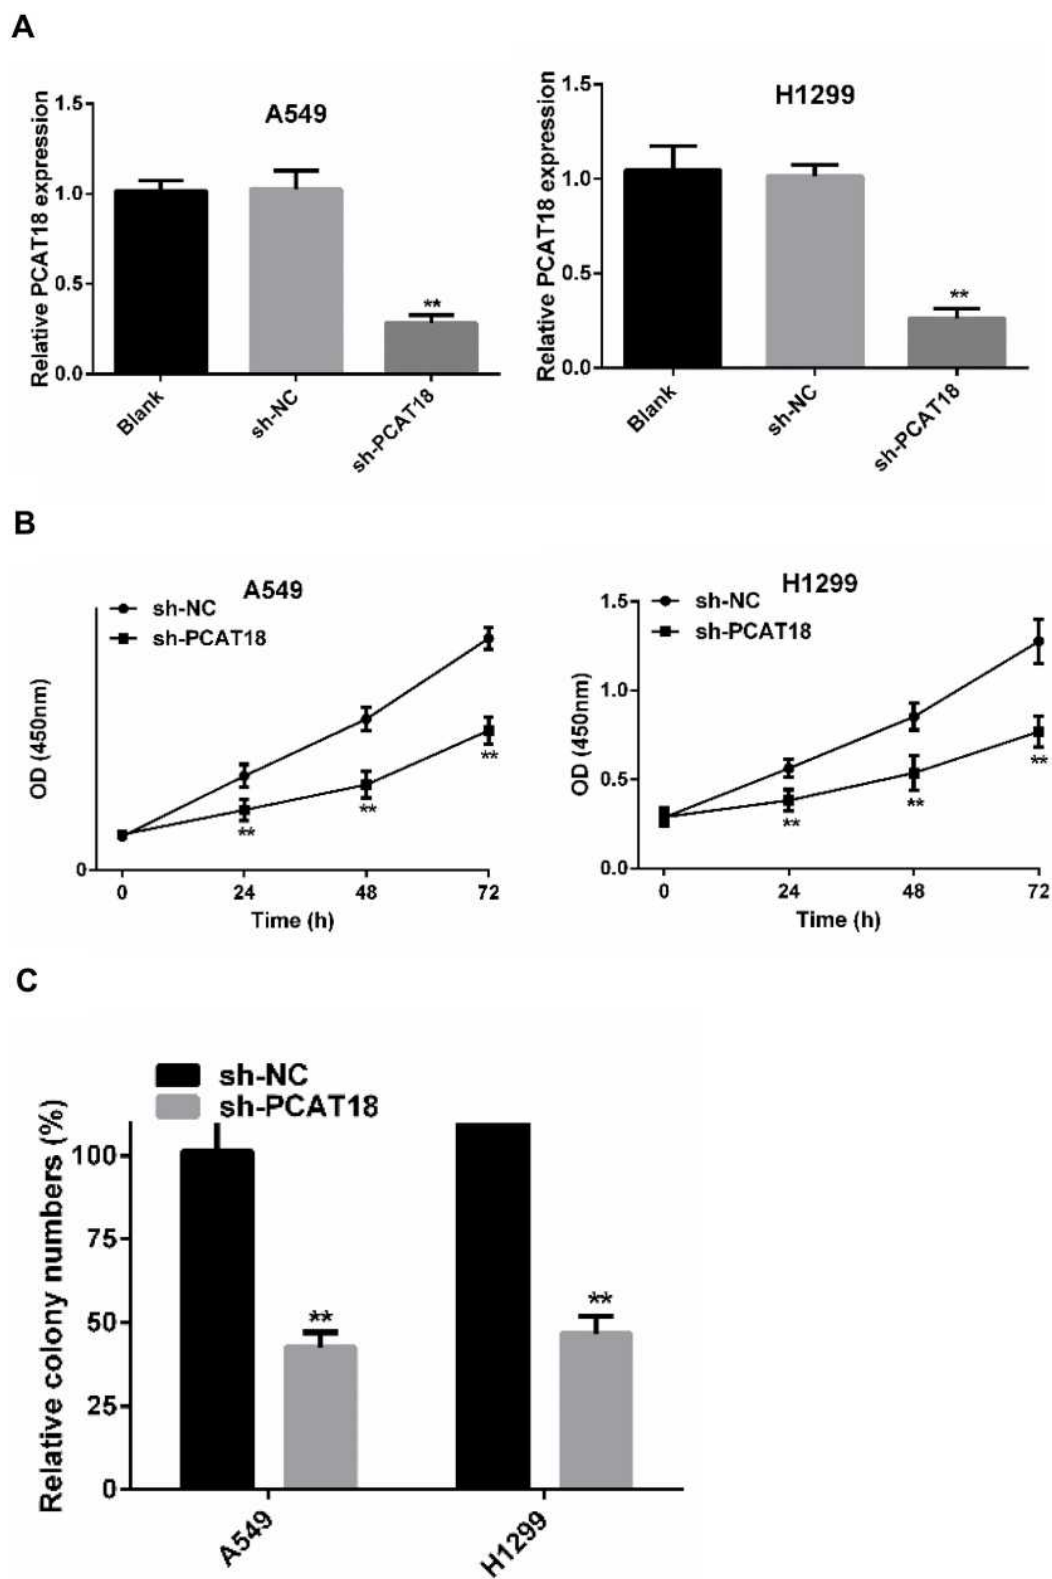 A
A549
Relative PCAT18 expression
1.5
1.0
0.5
0.0
**
Blank
sh-NC
sh-PCAT18
H1299
Relative PCAT18 expression
1.5
1.0
0.5
0.0
**
Blank
sh-NC
sh-PCAT18
B
A549
sh-NC
sh-PCAT18
OD (450nm)
0
** ** **
0 24 48 72
Time (h)
H1299
sh-NC
sh-PCAT18
OD (450nm)
1.5
1.0
0.5
0.0
** ** **
0 24 48 72
Time (h)
C
sh-NC
sh-PCAT18
Relative colony numbers (%)
100
75
50
25
0
** **
A549
H1299